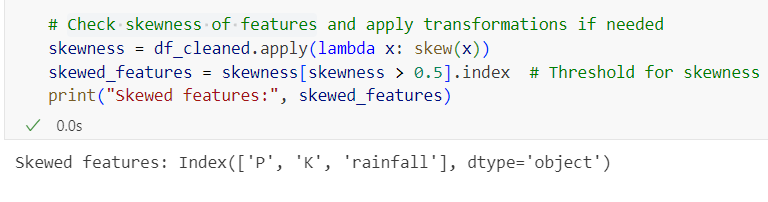 # Check skewness of features and apply transformations if needed
skewness = df_cleaned.apply(lambda x: skew(x))
skewed_features = skewness[skewness > 0.5].index  # Threshold for skewness
print("Skewed features:", skewed_features)
✓ 0.0s
Skewed features: Index(['P', 'K', 'rainfall'], dtype='object')